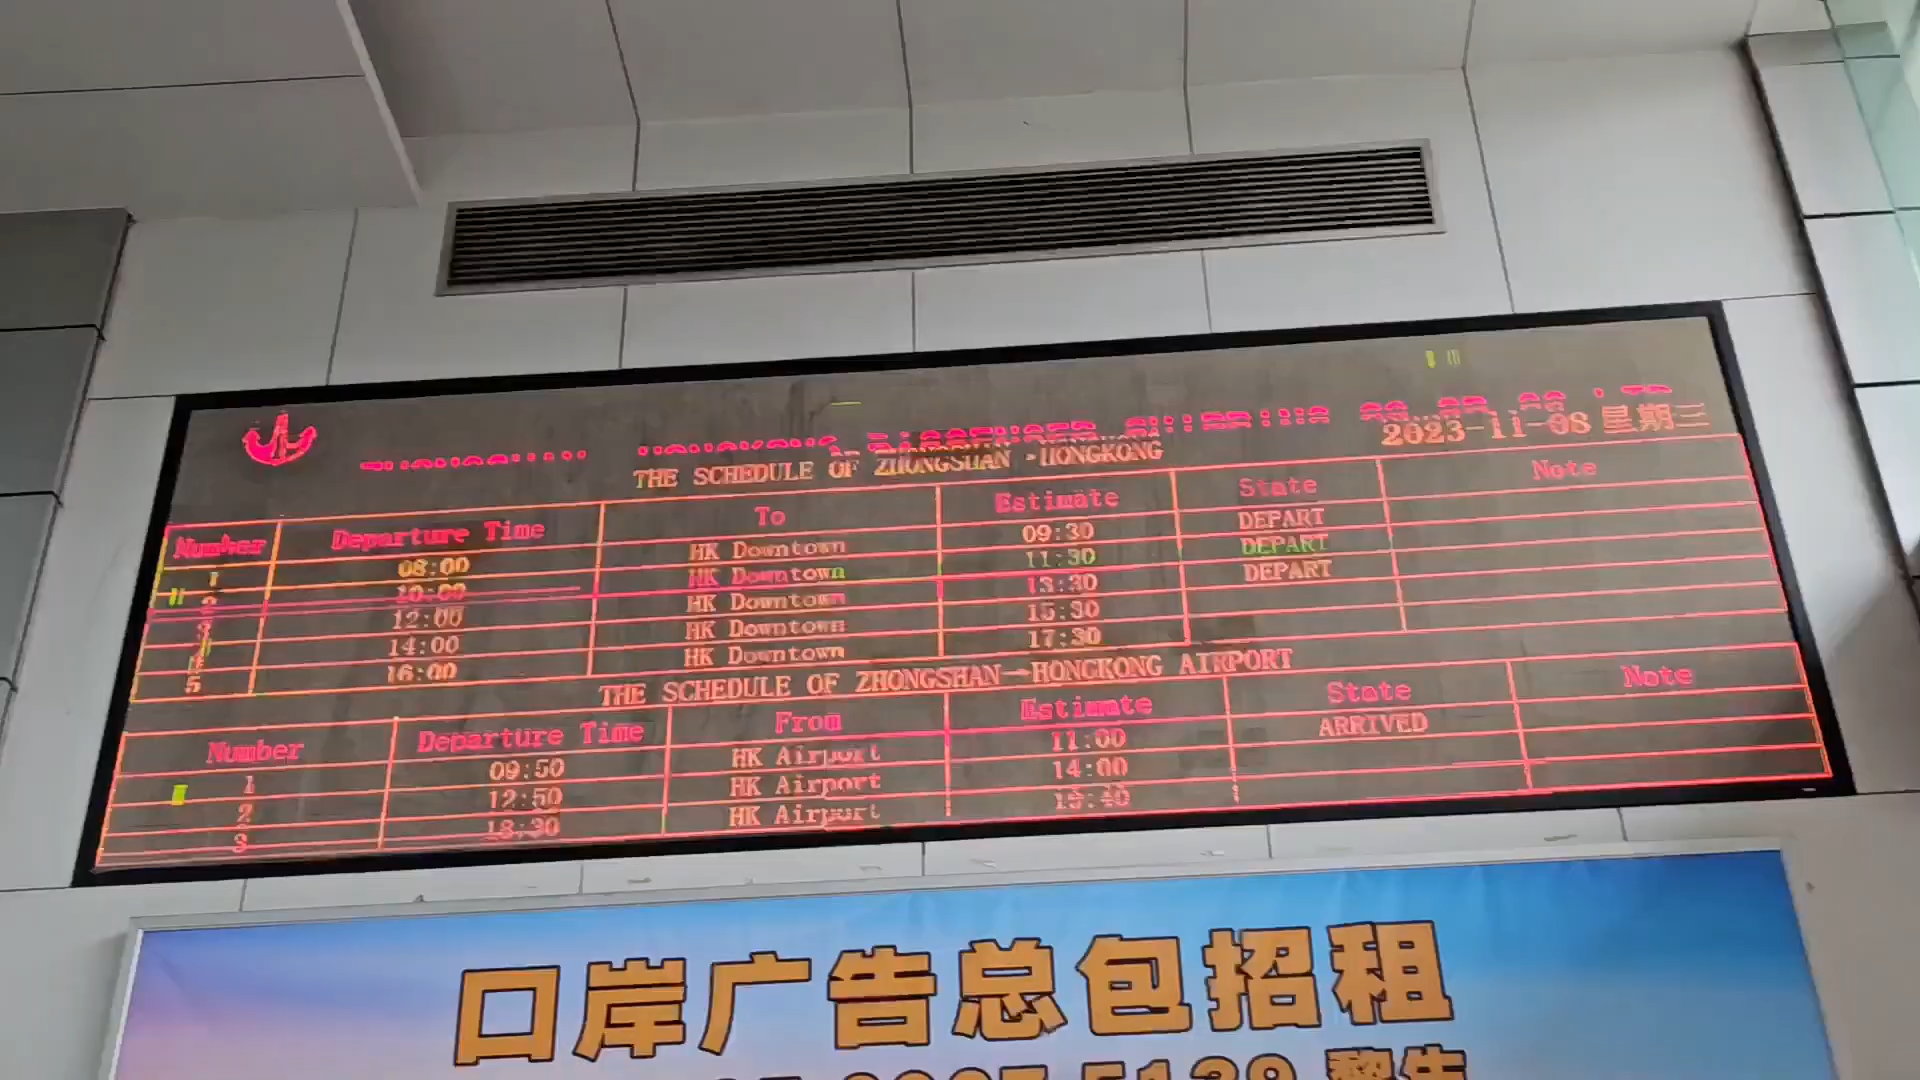 2023-11-08 星期三
THE SCHEDULE OF ZHONGSHAN -HONGKONG
Number Departure Time To Estimate State Note
1 08:00 HK Downtown 09:30 DEPART
2 10:00 HK Downtown 11:30 DEPART
3 12:00 HK Downtown 13:30 DEPART
4 14:00 HK Downtown 15:30
5 16:00 HK Downtown 17:30
THE SCHEDULE OF ZHONGSHAN—HONGKONG AIRPORT
Number Departure Time From Estimate State Note
1 09:50 HK Airport 11:00 ARRIVED
2 12:50 HK Airport 14:00
3 18:30 HK Airport
口岸广告总包招租